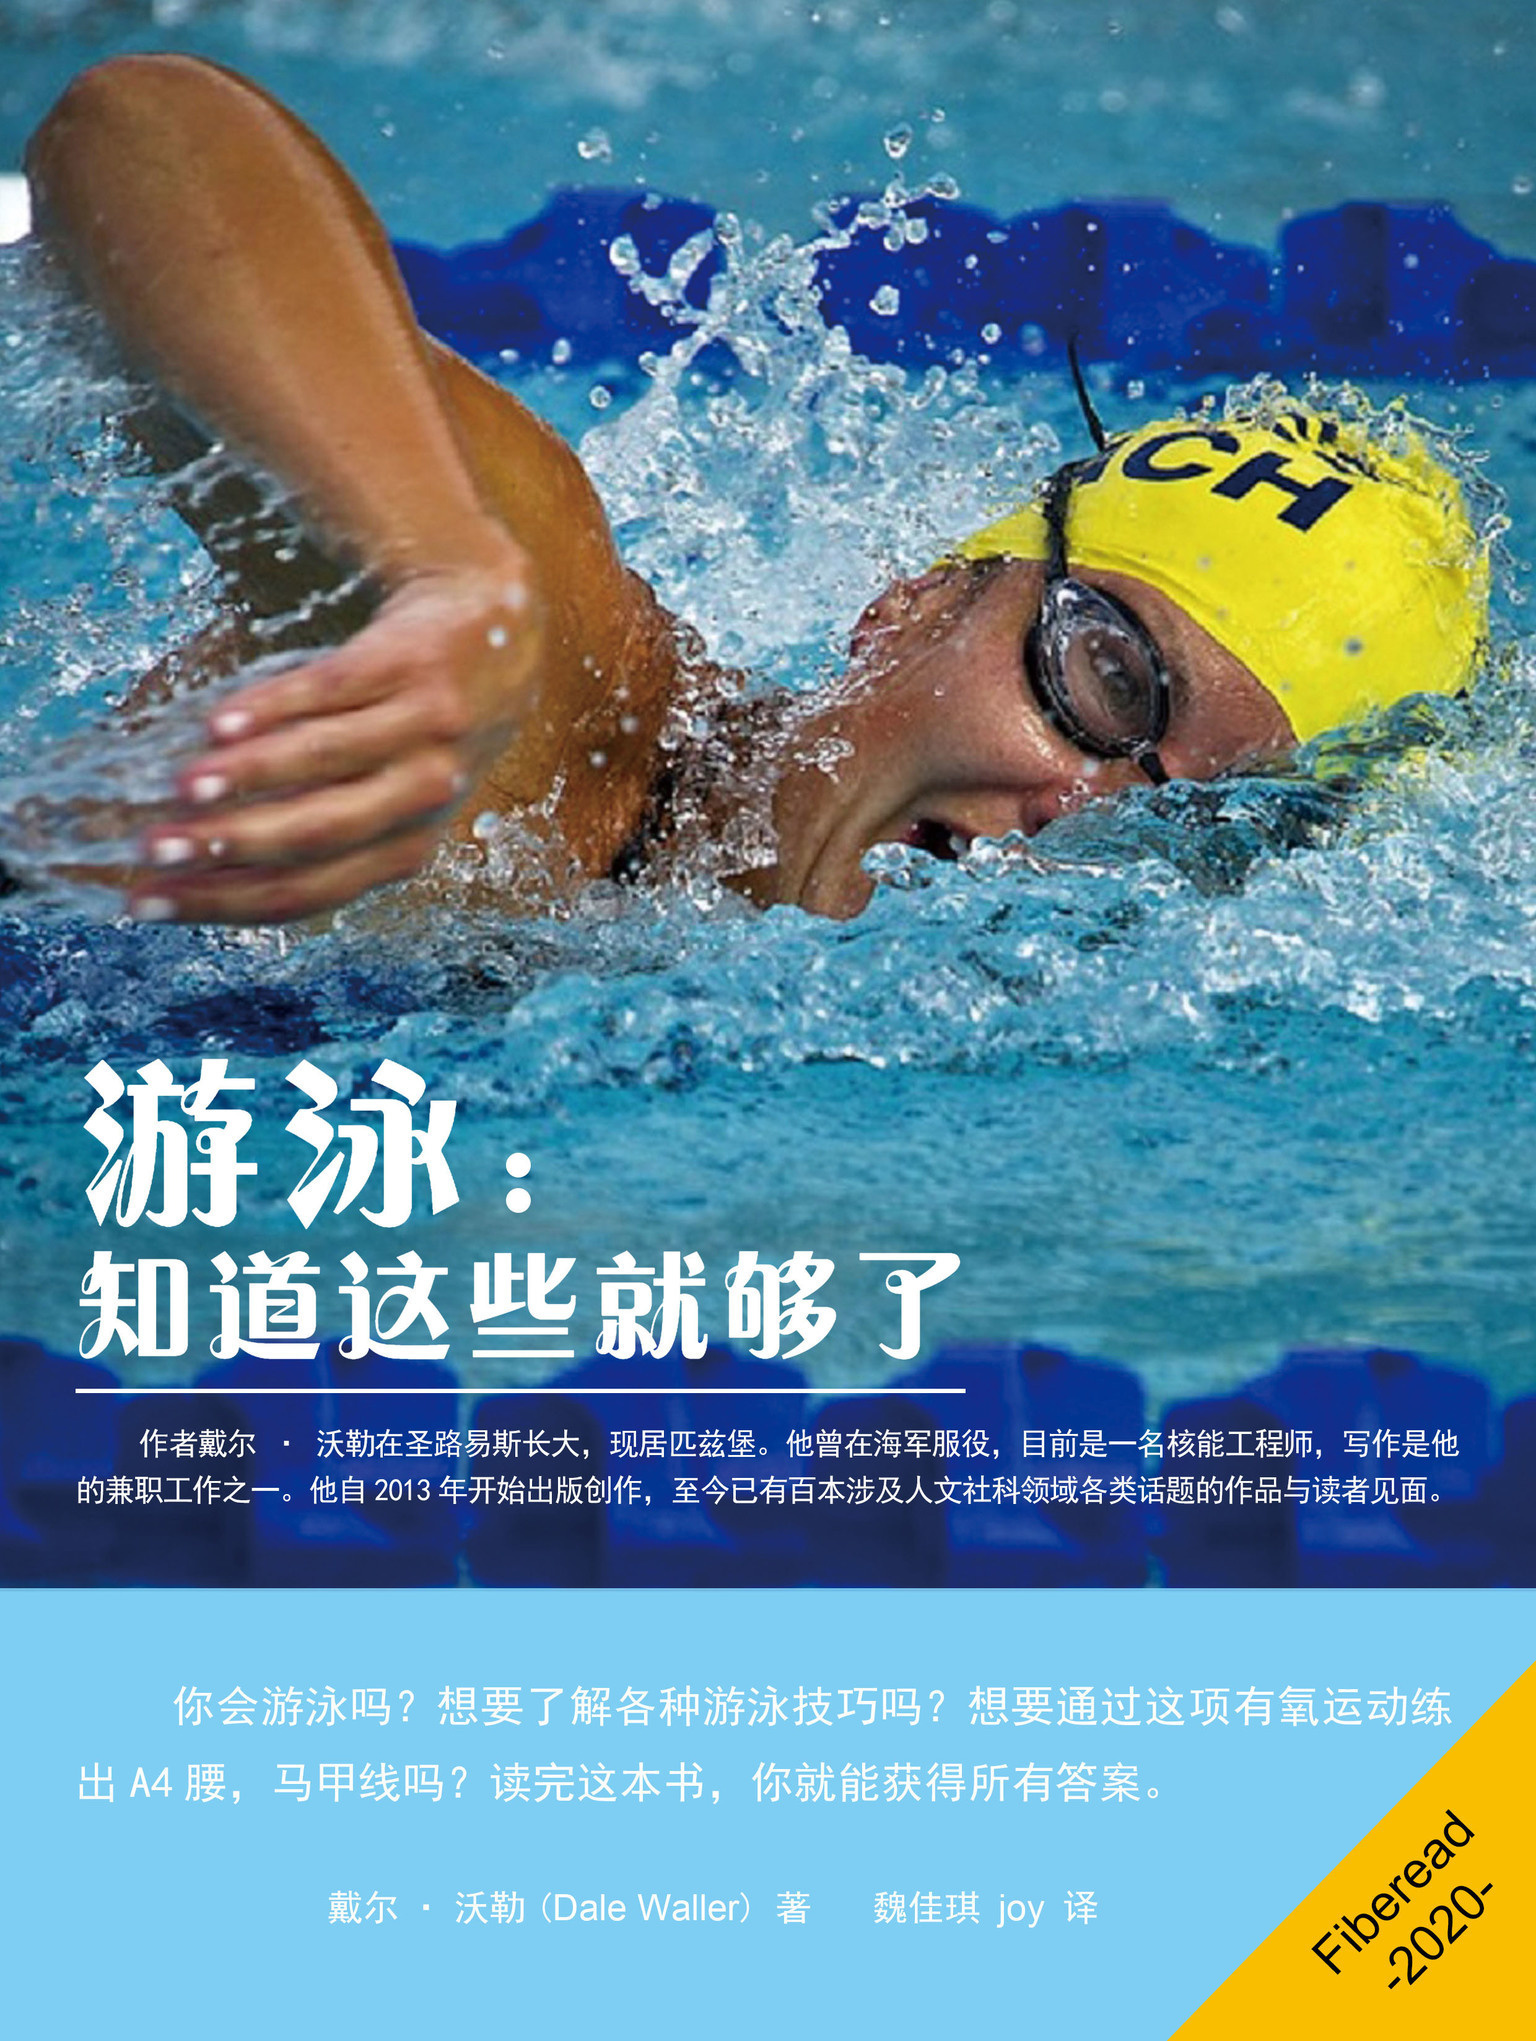 ICH
游泳：
知道这些就够了
作者戴尔 · 沃勒在圣路易斯长大，现居匹兹堡。他曾在海军服役，目前是一名核能工程师，写作是他
的兼职工作之一。他自 2013 年开始出版创作，至今已有百本涉及人文社科领域各类话题的作品与读者见面。
你会游泳吗？想要了解各种游泳技巧吗？想要通过这项有氧运动练
出 A4 腰，马甲线吗？读完这本书，你就能获得所有答案。
戴尔 · 沃勒（Dale Waller）著 魏佳琪 joy 译
Fiberead
-2020-